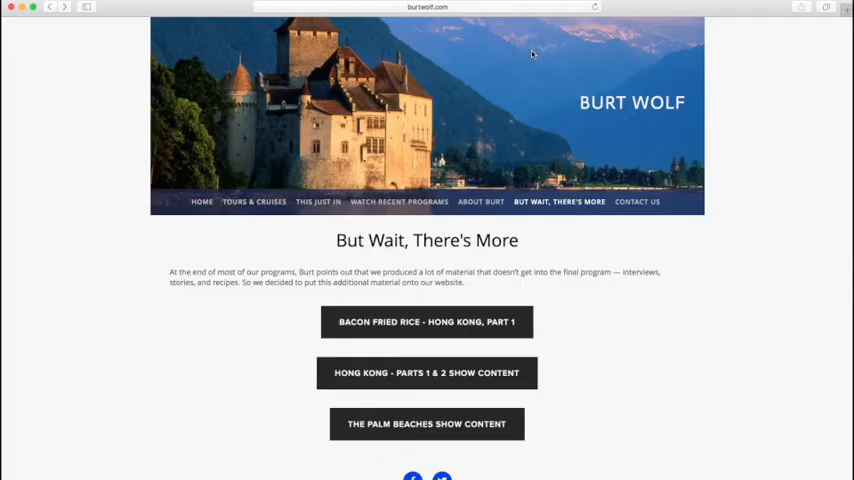 burtwolf.com
BURT WOLF
HOME TOURS & CRUISES THIS JUST IN WATCH RECENT PROGRAMS ABOUT BURT BUT WAIT, THERE'S MORE CONTACT US
But Wait, There's More
At the end of most of our programs, Burt points out that we produced a lot of material that doesn't get into the final program — interviews,
stories, and recipes. So we decided to put this additional material onto our website.
BACON FRIED RICE - HONG KONG, PART 1
HONG KONG - PARTS 1 & 2 SHOW CONTENT
THE PALM BEACHES SHOW CONTENT